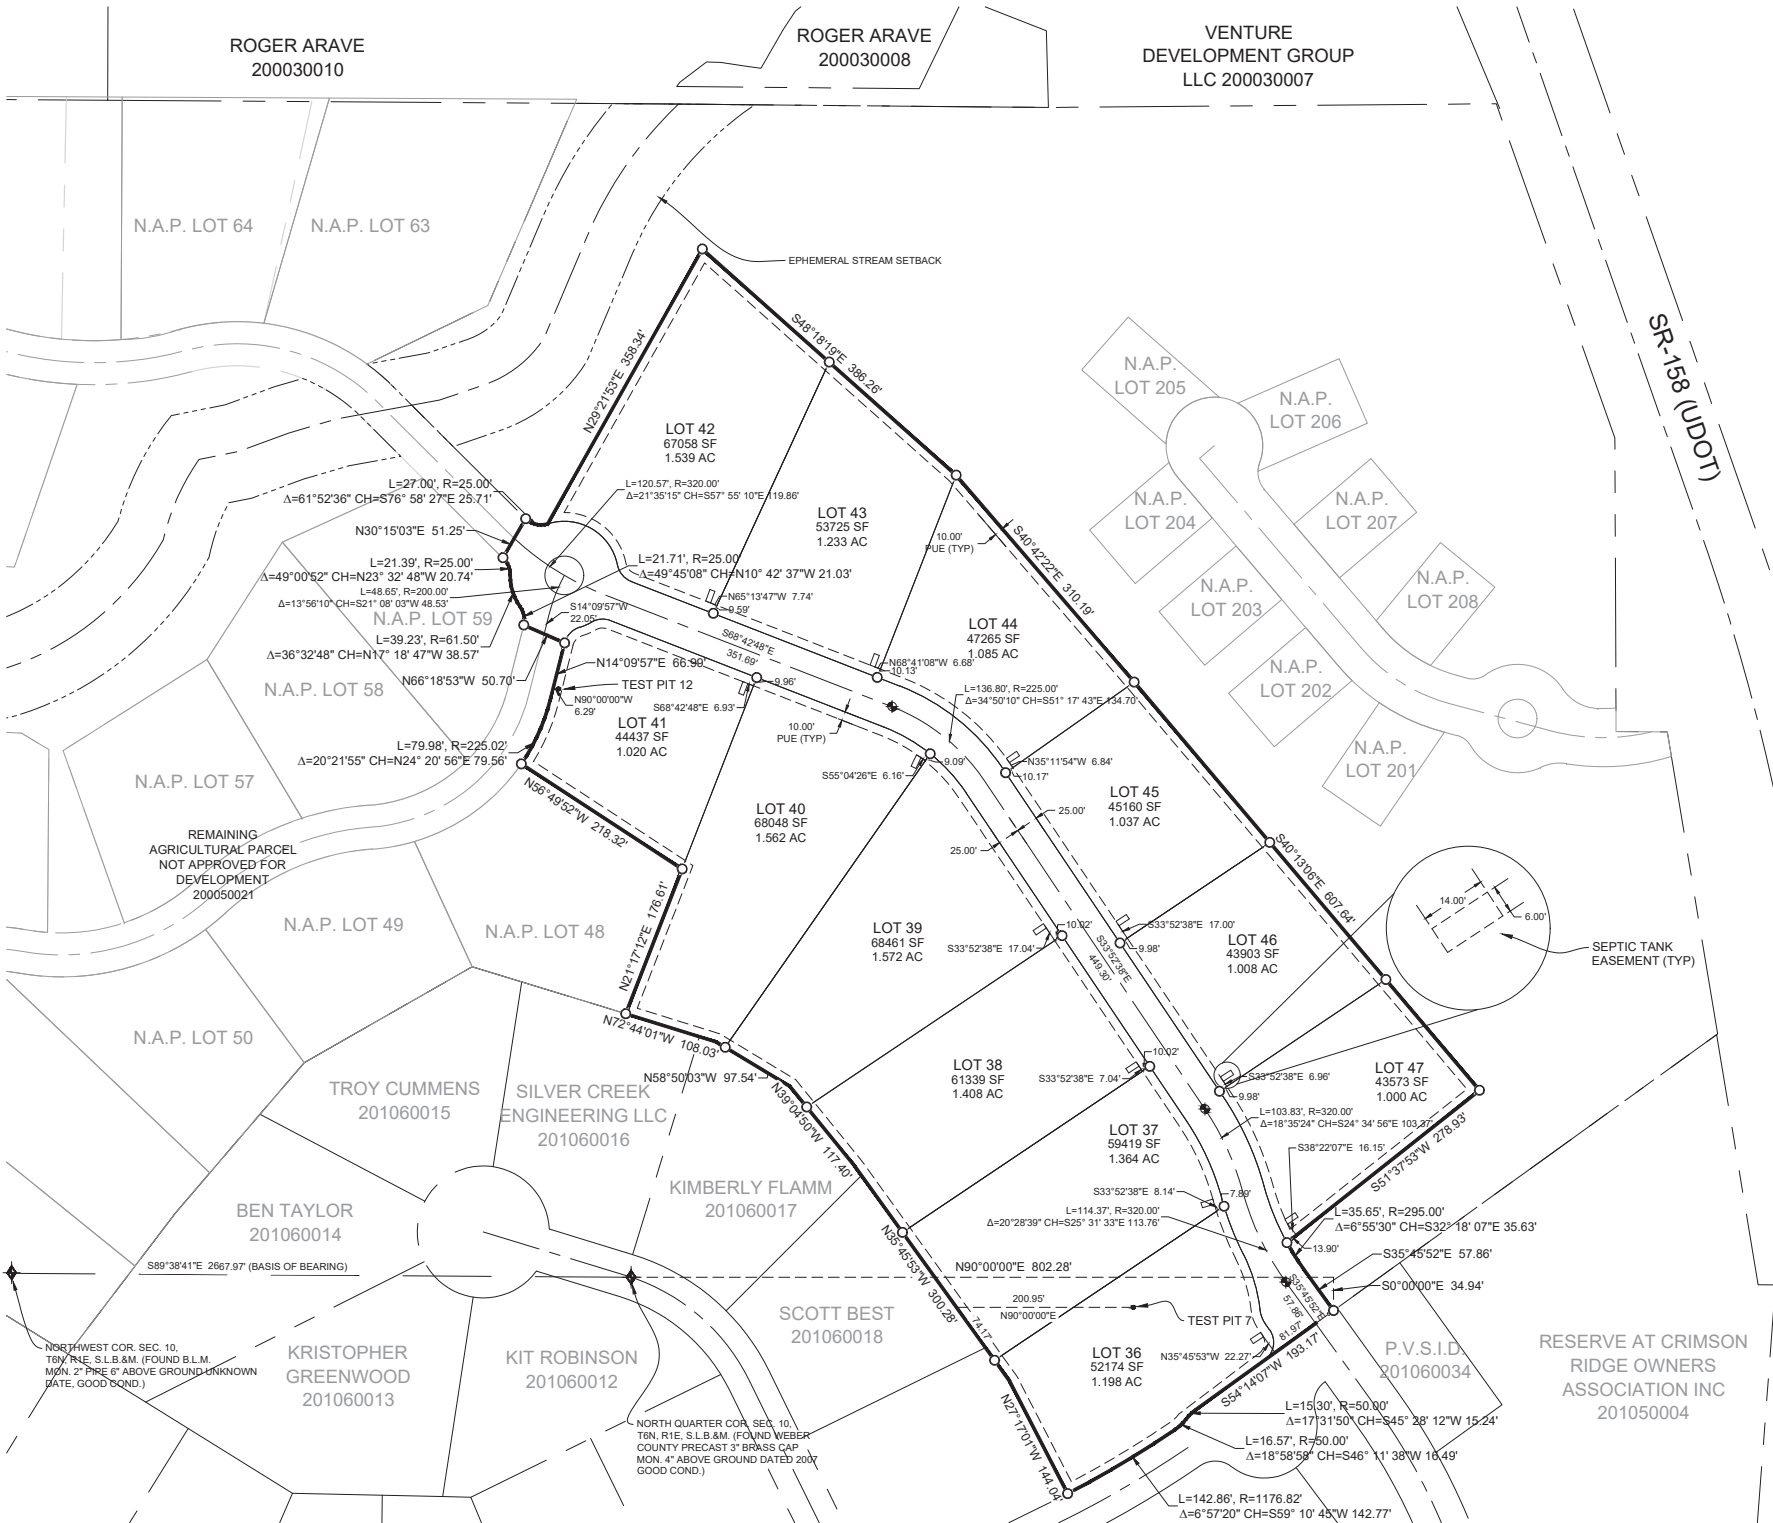 ROGER ARAVE
200030010
ROGER ARAVE
200030008
VENTURE
DEVELOPMENT GROUP
LLC 200030007
N.A.P. LOT 64
N.A.P. LOT 63
EPHEMERAL STREAM SETBACK
SR-158 (UDOT)
S48°18'19"E 386.26'
N29°21'53"E 358.34'
N.A.P.
LOT 205
N.A.P.
LOT 206
N.A.P.
LOT 204
N.A.P.
LOT 207
N.A.P.
LOT 203
N.A.P.
LOT 208
N.A.P.
LOT 202
N.A.P.
LOT 201
LOT 42
67058 SF
1.539 AC
L=27.00', R=25.00'
Δ=61°52'36" CH=S76° 58' 27"E 25.71'
L=120.57', R=320.00'
Δ=21°35'15" CH=S57° 55' 10"E 119.86'
N30°15'03"E 51.25'
LOT 43
53725 SF
1.233 AC
10.00'
PUE (TYP)
S40°42'22"E 310.19'
L=21.39', R=25.00'
Δ=49°00'52" CH=N23° 32' 48"W 20.74'
L=48.65', R=200.00'
Δ=13°56'10" CH=S21° 08' 03"W 48.53'
L=21.71', R=25.00'
Δ=49°45'08" CH=N10° 42' 37"W 21.03'
N65°13'47"W 7.74'
9.59'
S14°09'57"W
22.05'
N.A.P. LOT 59
L=39.23', R=61.50'
Δ=36°32'48" CH=N17° 18' 47"W 38.57'
S68°42'48"E
351.69'
LOT 44
47265 SF
1.085 AC
N68°41'08"W 6.68'
10.13'
N66°18'53"W 50.70'
N14°09'57"E 66.99'
TEST PIT 12
N90°00'00"W
6.29'
N.A.P. LOT 58
9.96'
S68°42'48"E 6.93'
L=136.80', R=225.00'
Δ=34°50'10" CH=S51° 17' 43"E 134.70'
LOT 41
44437 SF
1.020 AC
10.00'
PUE (TYP)
L=79.98', R=225.02'
Δ=20°21'55" CH=N24° 20' 56"E 79.56'
9.09'
S55°04'26"E 6.16'
N35°11'54"W 6.84'
10.17'
N.A.P. LOT 57
N56°49'52"W 218.32'
LOT 40
68048 SF
1.562 AC
LOT 45
45160 SF
1.037 AC
25.00'
25.00'
REMAINING
AGRICULTURAL PARCEL
NOT APPROVED FOR
DEVELOPMENT
200050021
S40°13'06"E 607.64'
14.00'
6.00'
SEPTIC TANK
EASEMENT (TYP)
N.A.P. LOT 49
N.A.P. LOT 48
N21°17'12"E 176.61'
LOT 39
68461 SF
1.572 AC
10.02'
S33°52'38"E 17.04'
S33°52'38"E 17.00'
9.98'
S33°52'38"E
449.30'
LOT 46
43903 SF
1.008 AC
N.A.P. LOT 50
N72°44'01"W 108.03'
N58°50'03"W 97.54'
N39°04'50"W 117.40'
LOT 38
61339 SF
1.408 AC
10.02'
S33°52'38"E 7.04'
S33°52'38"E 6.96'
9.98'
LOT 47
43573 SF
1.000 AC
TROY CUMMENS
201060015
SILVER CREEK
ENGINEERING LLC
201060016
L=103.83', R=320.00'
Δ=18°35'24" CH=S24° 34' 56"E 103.37'
S38°22'07"E 16.15'
S51°37'53"W 278.93'
LOT 37
59419 SF
1.364 AC
KIMBERLY FLAMM
201060017
BEN TAYLOR
201060014
S33°52'38"E 8.14'
7.89'
L=114.37', R=320.00'
Δ=20°28'39" CH=S25° 31' 33"E 113.76'
L=35.65', R=295.00'
Δ=6°55'30" CH=S32° 18' 07"E 35.63'
13.90'
S35°45'52"E 57.86'
S0°00'00"E 34.94'
S89°38'41"E 2667.97' (BASIS OF BEARING)
N35°45'53"W 300.28'
N90°00'00"E 802.28'
200.95'
N90°00'00"E
TEST PIT 7
74.17'
S35°45'52"E
57.86'
81.97'
SCOTT BEST
201060018
NORTHWEST COR. SEC. 10,
T6N, R1E, S.L.B.&M. (FOUND B.L.M.
MON. 2" PIPE 6" ABOVE GROUND UNKNOWN
DATE, GOOD COND.)
KRISTOPHER
GREENWOOD
201060013
KIT ROBINSON
201060012
LOT 36
52174 SF
1.198 AC
N35°45'53"W 22.27'
S54°14'07"W 193.17'
P.V.S.I.D.
201060034
RESERVE AT CRIMSON
RIDGE OWNERS
ASSOCIATION INC
201050004
N27°17'01"W 144.04'
L=15.30', R=50.00'
Δ=17°31'50" CH=S45° 28' 12"W 15.24'
L=16.57', R=50.00'
Δ=18°58'58" CH=S46° 11' 38"W 16.49'
NORTH QUARTER COR. SEC. 10,
T6N, R1E, S.L.B.&M. (FOUND WEBER
COUNTY PRECAST 3" BRASS CAP
MON. 4" ABOVE GROUND DATED 2007
GOOD COND.)
L=142.86', R=1176.82'
Δ=6°57'20" CH=S59° 10' 45"W 142.77'